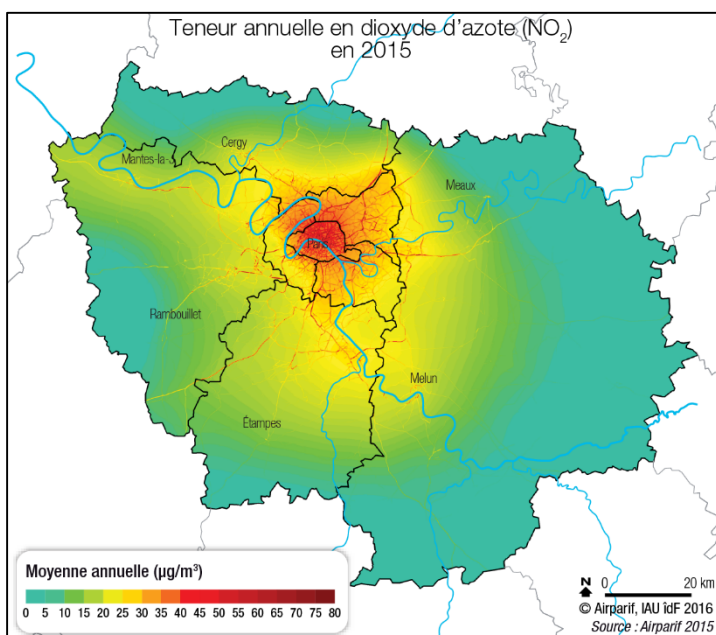 Teneur annuelle en dioxyde d'azote (NO₂)
en 2015
Cergy
Mantes-la-J
Meaux
Paris
Rambouillet
Melun
Étampes
Moyenne annuelle (µg/m³)
0 5 10 15 20 25 30 35 40 45 50 55 60 65 70 75 80
N 0 20 km
© Airparif, IAU îdF 2016
Source : Airparif 2015